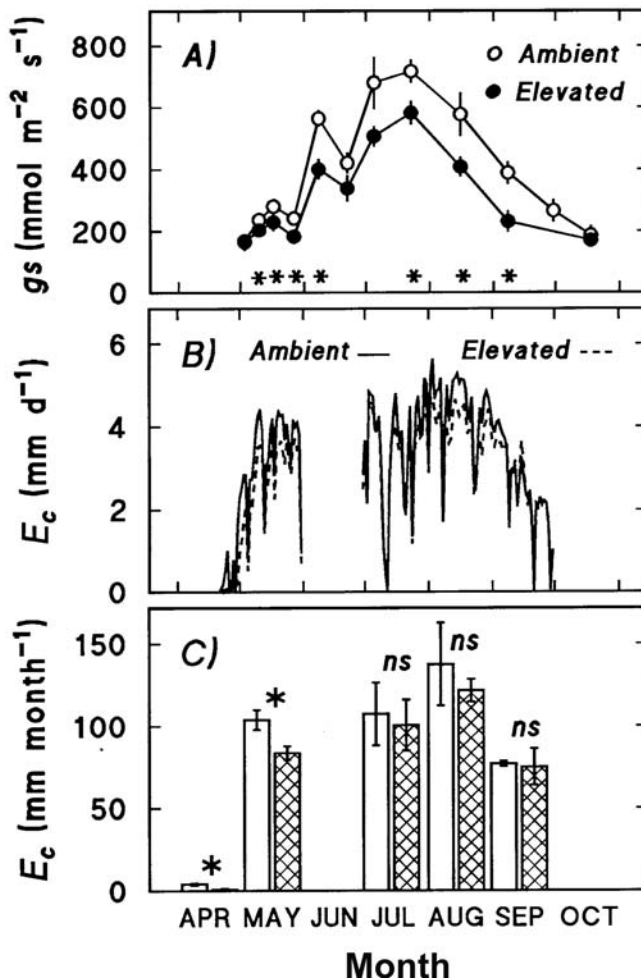 A)
Ambient
Elevated
gs (mmol m⁻² s⁻¹)
800
600
400
200
0
* * * * * * *
B)
Ambient — Elevated ---
Ec (mm d⁻¹)
6
4
2
0
C)
Ec (mm month⁻¹)
150
100
50
0
*
*
ns
ns
ns
APR MAY JUN JUL AUG SEP OCT
Month